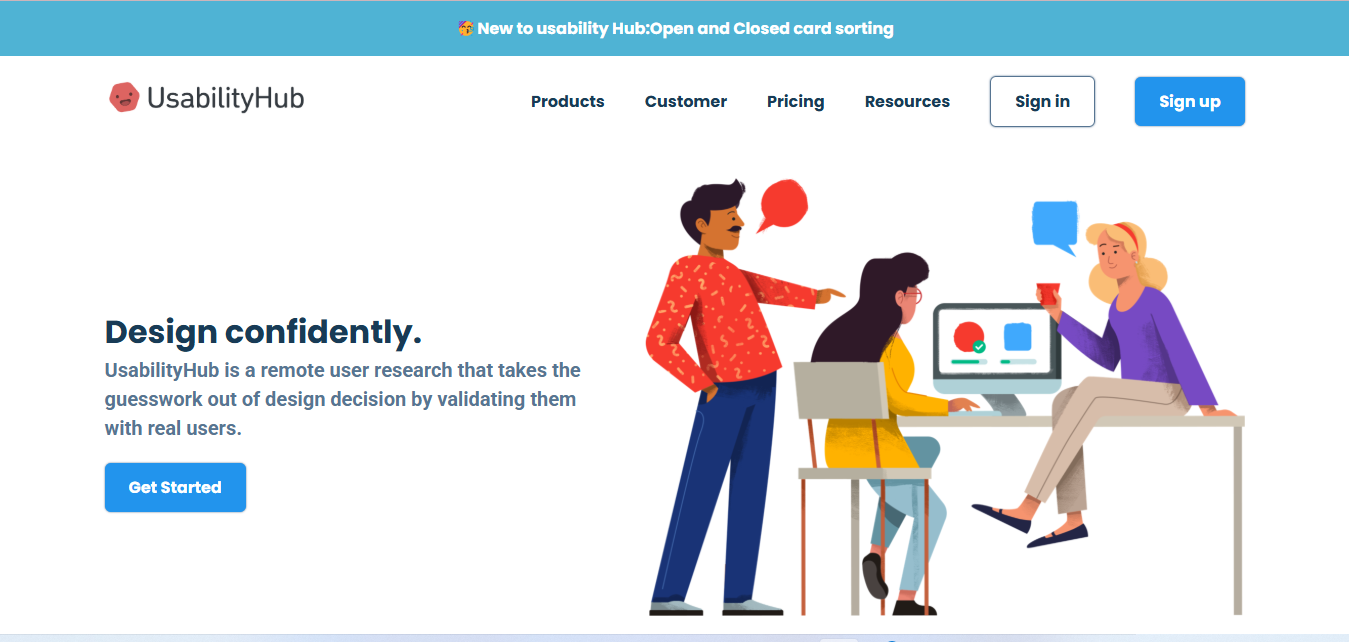 🥳 New to usability Hub:Open and Closed card sorting
UsabilityHub
Products
Customer
Pricing
Resources
Sign in
Sign up
Design confidently.
UsabilityHub is a remote user research that takes the
guesswork out of design decision by validating them
with real users.
Get Started